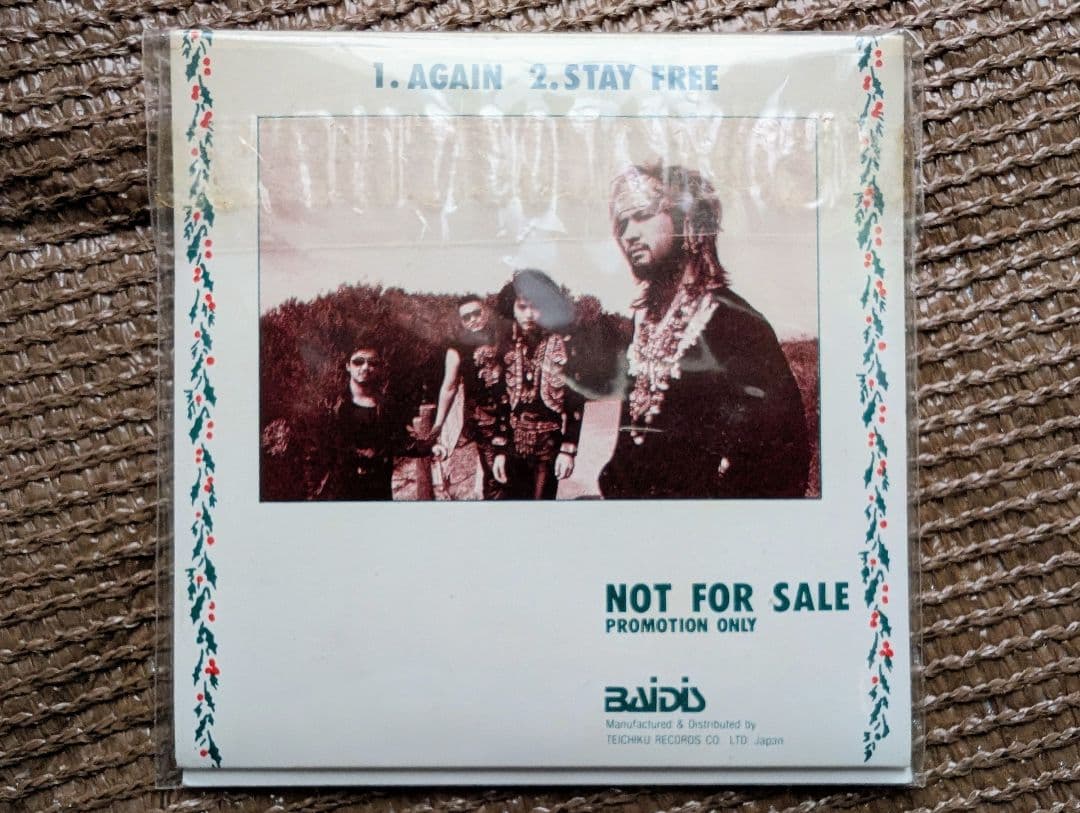 1. AGAIN 2. STAY FREE
NOT FOR SALE
PROMOTION ONLY
BAIDIS
Manufactured & Distributed by
TEICHIKU RECORDS CO. LTD. Japan